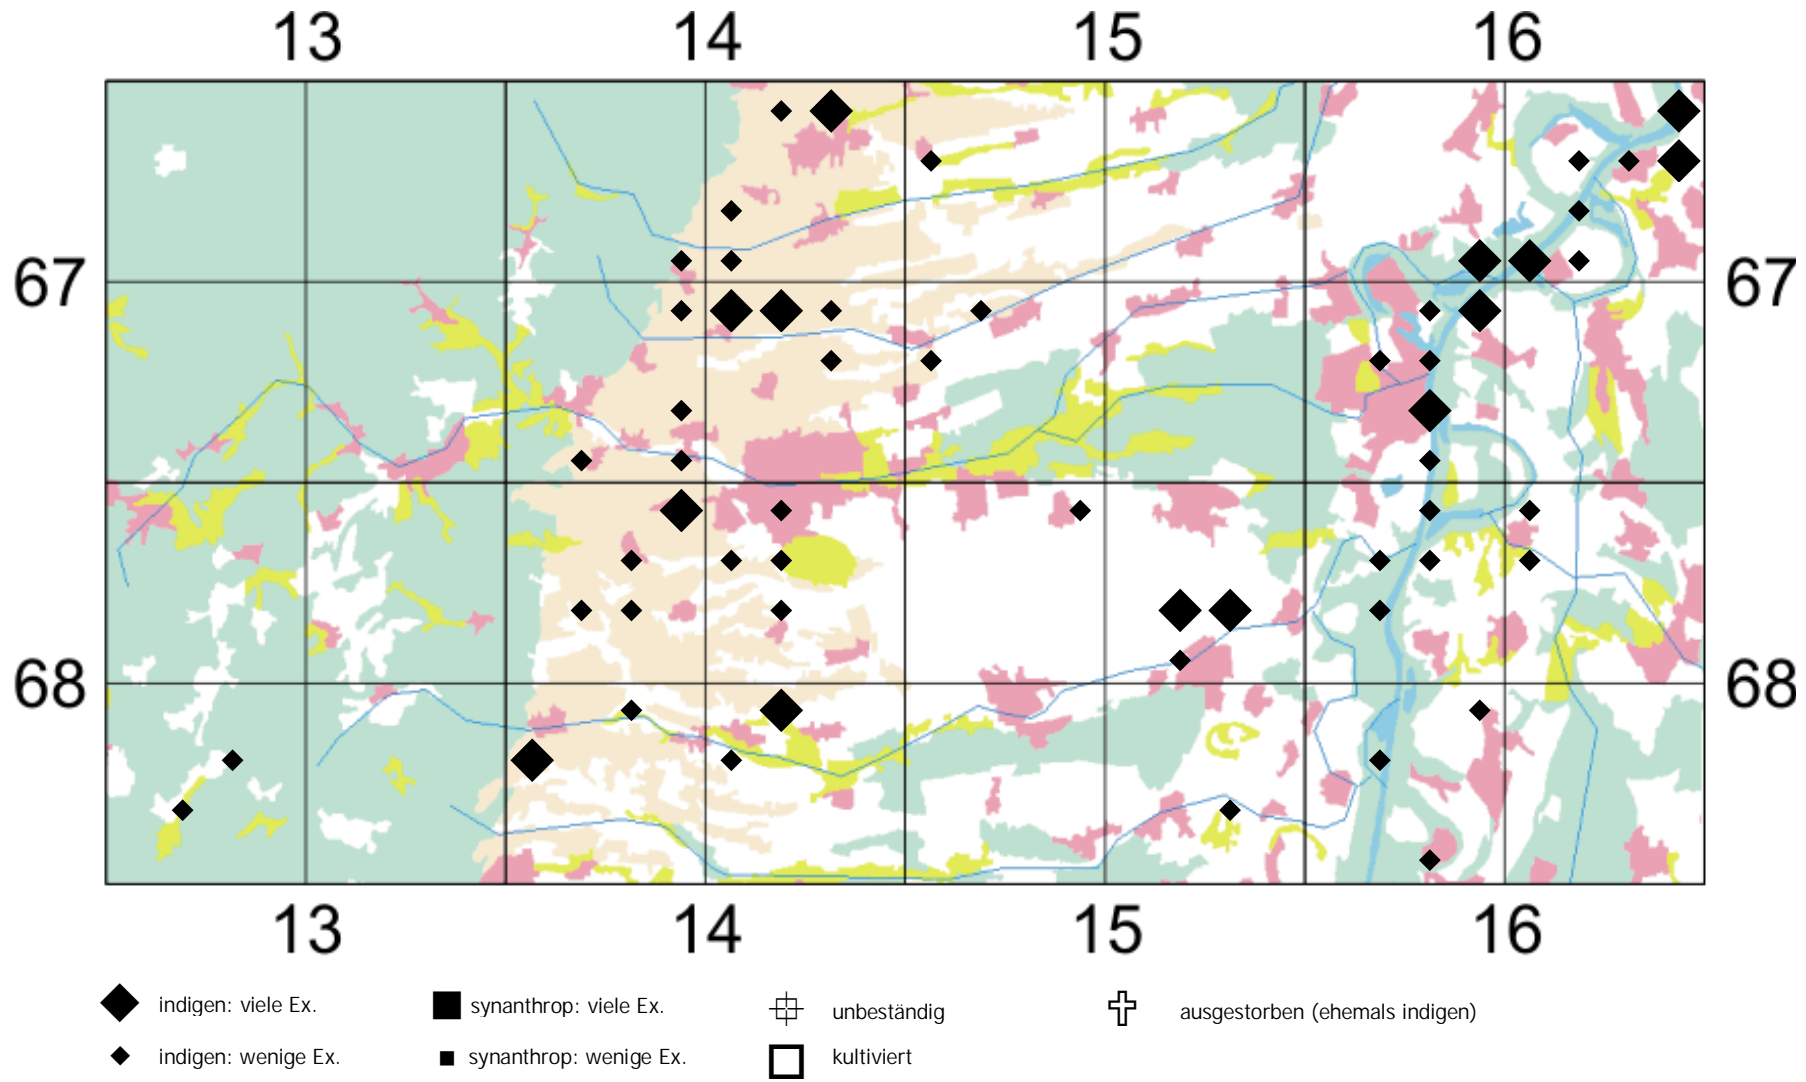 13 14 15 16
67 67
68 68
13 14 15 16
indigen: viele Ex. synanthrop: viele Ex. unbeständig ausgestorben (ehemals indigen)
indigen: wenige Ex. synanthrop: wenige Ex. kultiviert